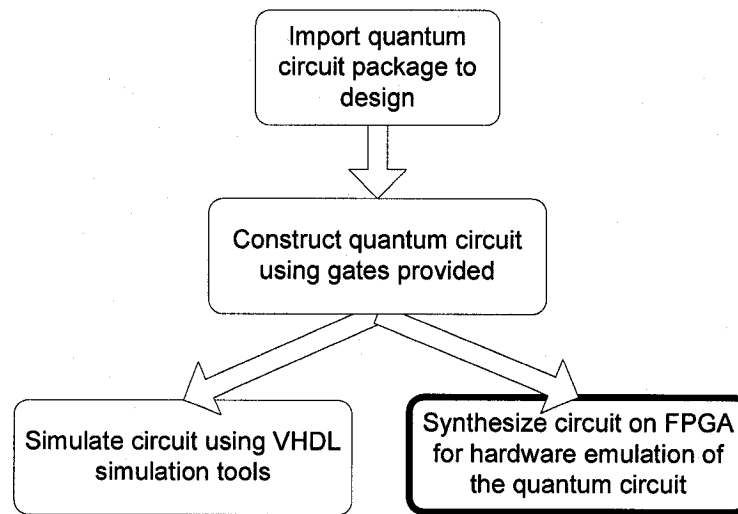 Import quantum
circuit package to
design
Construct quantum circuit
using gates provided
Simulate circuit using VHDL
simulation tools
Synthesize circuit on FPGA
for hardware emulation of
the quantum circuit